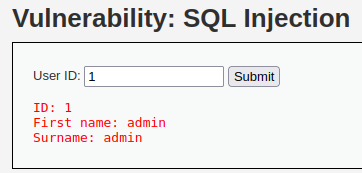 Vulnerability: SQL Injection
User ID: 1 Submit
ID: 1
First name: admin
Surname: admin